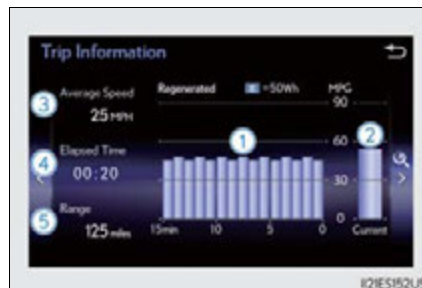 Trip Information
Average Speed
3
25 MPH
Regenerated E =50Wh MPG
90
1
60
2
4
Elapsed Time
00:20
30
5
Range
125 miles
0
15min 10 5 0 Current
II21ES152US